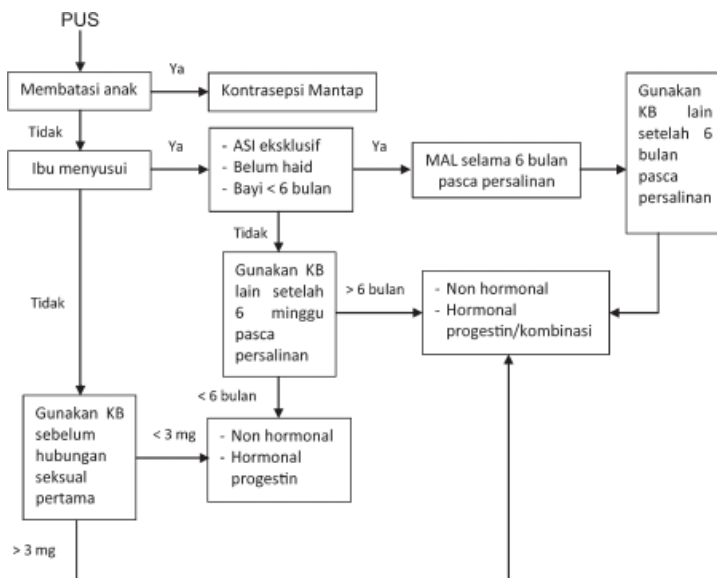 PUS
Membatasi anak
Ya
Kontrasepsi Mantap
Tidak
Ibu menyusui
Ya
- ASI eksklusif
- Belum haid
- Bayi < 6 bulan
Ya
MAL selama 6 bulan
pasca persalinan
Gunakan
KB lain
setelah 6
bulan
pasca
persalinan
Tidak
Gunakan KB
lain setelah
6 minggu
pasca
persalinan
> 6 bulan
- Non hormonal
- Hormonal
progestin/kombinasi
Tidak
< 6 bulan
Gunakan KB
sebelum
hubungan
seksual
pertama
< 3 mg
- Non hormonal
- Hormonal
progestin
> 3 mg